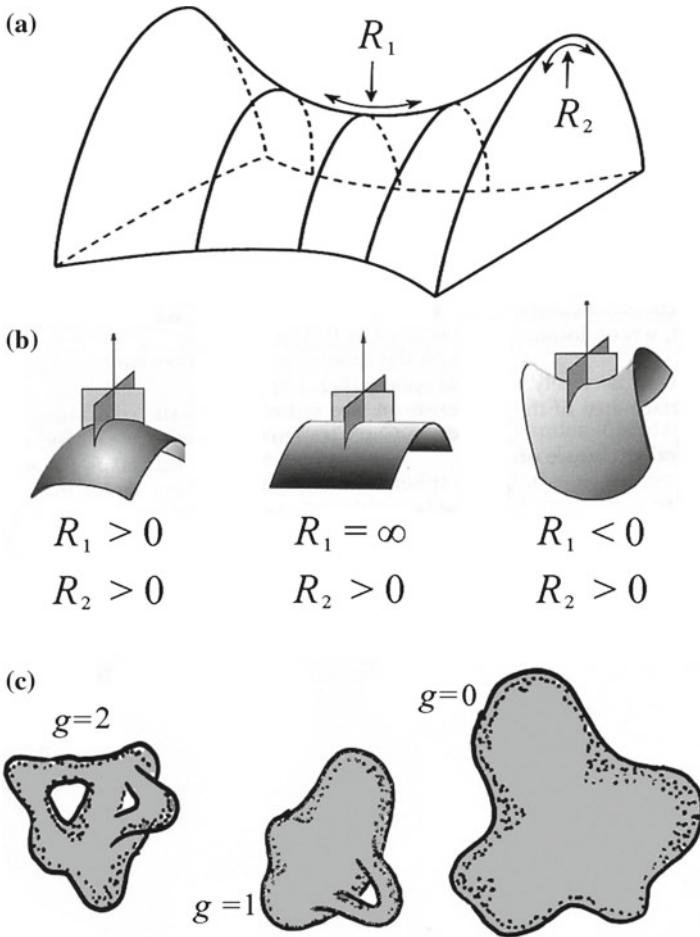 (a)
R₁
R₂
(b)
R₁ > 0
R₂ > 0
R₁ = ∞
R₂ > 0
R₁ < 0
R₂ > 0
(c)
g=2
g=1
g=0